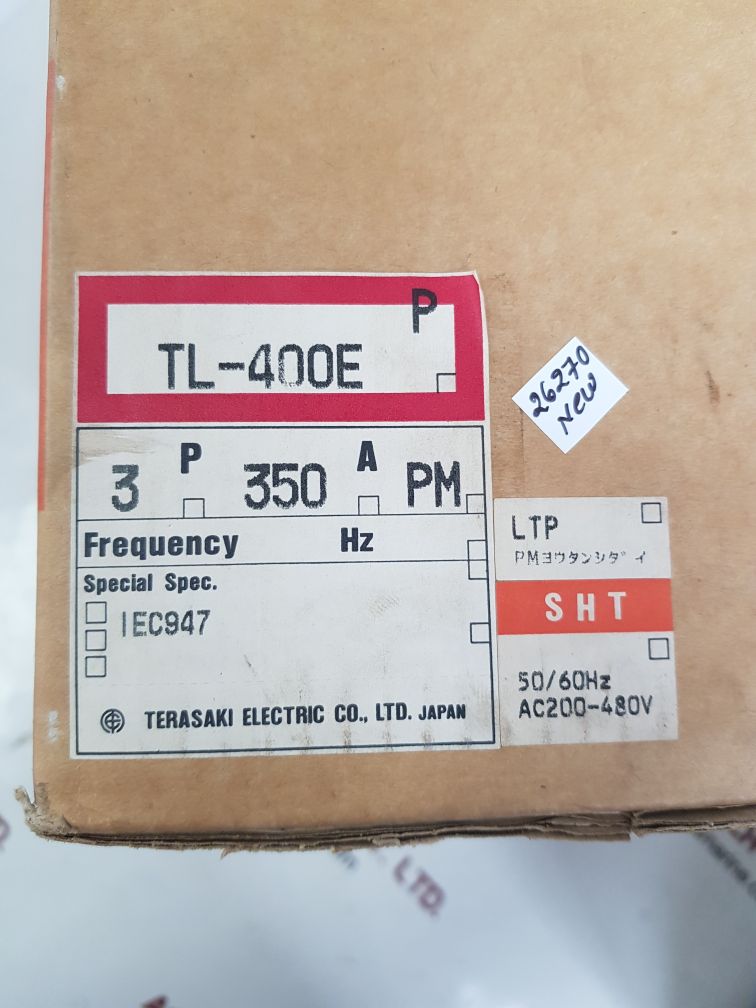 P
TL-400E
3 P 350 A PM
Frequency Hz
Special Spec.
IEC947
TERASAKI ELECTRIC CO., LTD. JAPAN
26270
New
LTP
PMヨウタンシダイ
SHT
50/60Hz
AC200-480V
LTD.